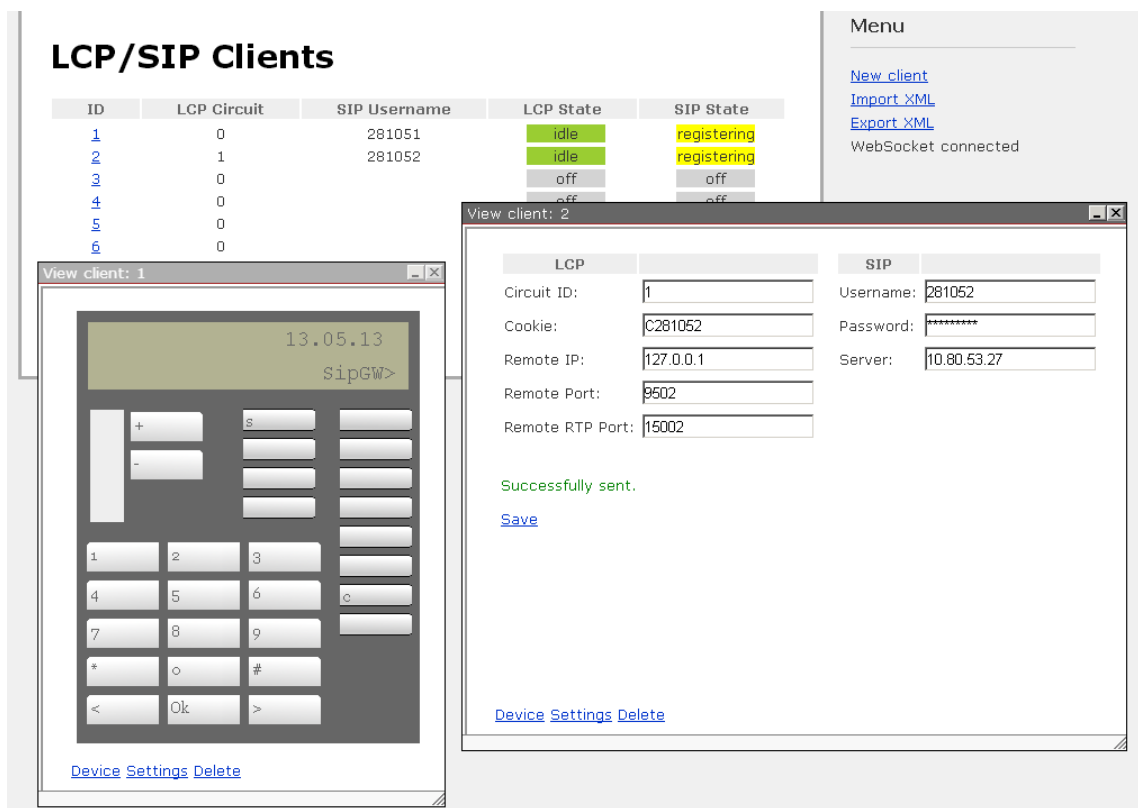 LCP/SIP Clients
ID LCP Circuit SIP Username LCP State SIP State
1 0 281051 idle registering
2 1 281052 idle registering
3 0 off off
4 0 off off
5 0
6 0
Menu
New client
Import XML
Export XML
WebSocket connected
View client: 1
13.05.13
SipGW>
+ s
-
1 2 3
4 5 6 c
7 8 9
* o #
< Ok >
Device Settings Delete
View client: 2
LCP SIP
Circuit ID: 1 Username: 281052
Cookie: C281052 Password: *********
Remote IP: 127.0.0.1 Server: 10.80.53.27
Remote Port: 9502
Remote RTP Port: 15002
Successfully sent.
Save
Device Settings Delete